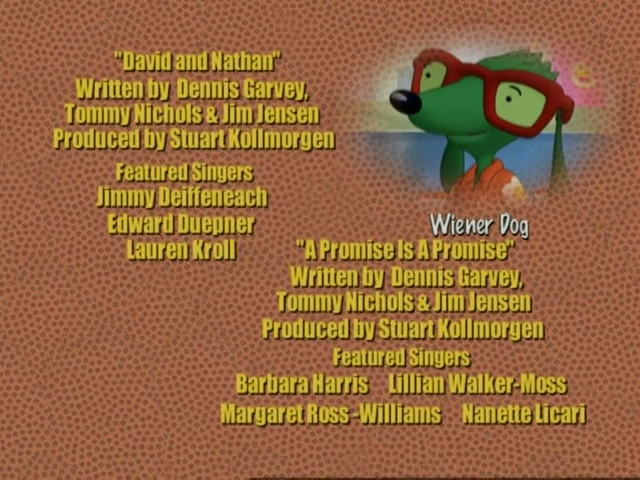 "David and Nathan"
Written by Dennis Garvey,
Tommy Nichols & Jim Jensen
Produced by Stuart Kollmorgen
Featured Singers
Jimmy Deiffeneach
Edward Duepner
Lauren Kroll
Wiener Dog
"A Promise Is A Promise"
Written by Dennis Garvey,
Tommy Nichols & Jim Jensen
Produced by Stuart Kollmorgen
Featured Singers
Barbara Harris Lillian Walker-Moss
Margaret Ross-Williams Nanette Licari